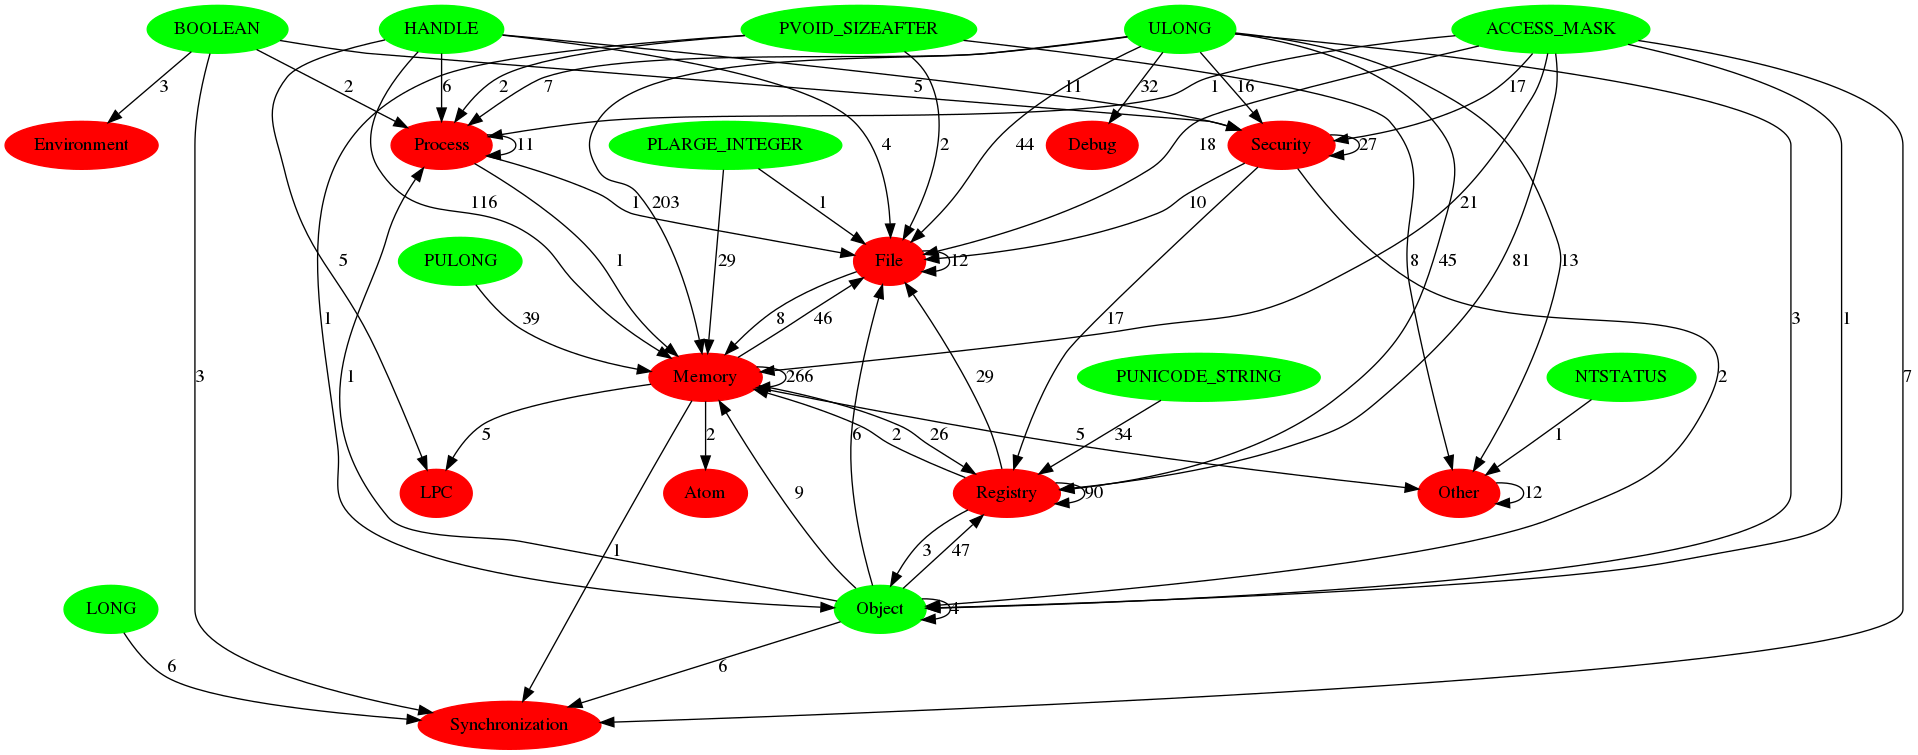 BOOLEAN HANDLE PVOID_SIZEAFTER ULONG ACCESS_MASK
3 2 6 2 7 5 11 32 16 1 17
Environment Process PLARGE_INTEGER Debug Security
11 4 2 44 18 27
116 1 203 1 10 21
PULONG File
5 1 29 12 8 45 13 81
1 39 8 46 17 3 1
Memory PUNICODE_STRING NTSTATUS
1 3 266 29 2 7
5 2 2 26 6 5 34 1
LPC Atom Registry Other
9 90 12
1 3 47
LONG Object
4
6 6
Synchronization